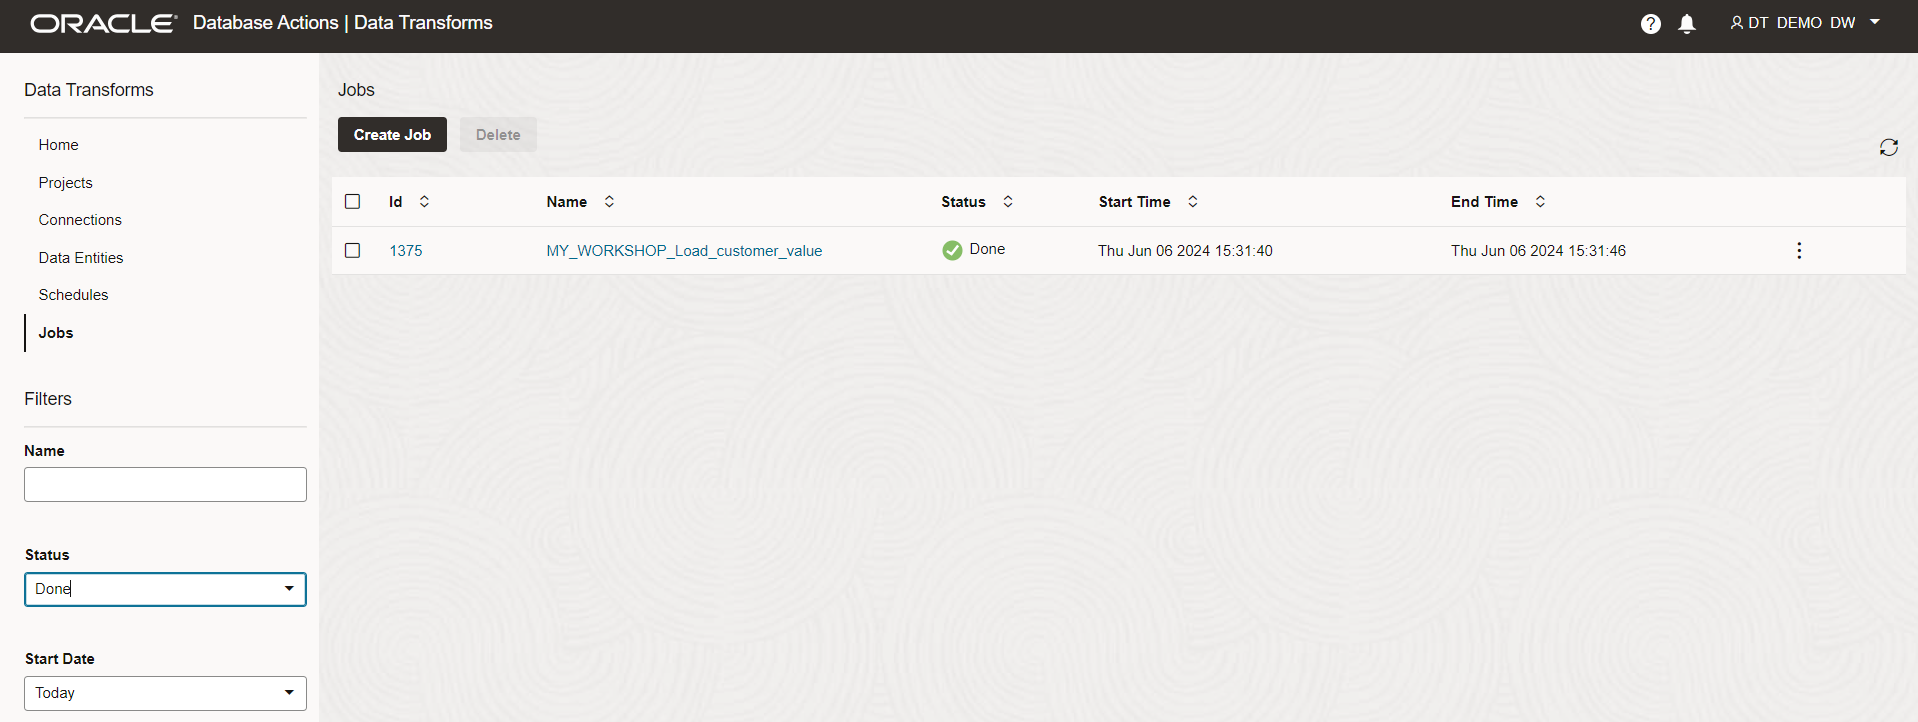 ORACLE Database Actions | Data Transforms
? DT DEMO DW
Data Transforms
Home
Projects
Connections
Data Entities
Schedules
Jobs
Filters
Name
Status
Done
Start Date
Today
Jobs
Create Job Delete
Id Name Status Start Time End Time
1375 MY_WORKSHOP_Load_customer_value Done Thu Jun 06 2024 15:31:40 Thu Jun 06 2024 15:31:46